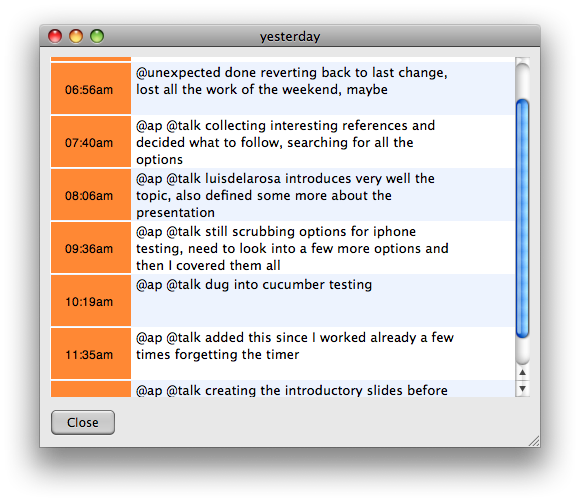 yesterday
06:56am
@unexpected done reverting back to last change,
lost all the work of the weekend, maybe
07:40am
@ap @talk collecting interesting references and
decided what to follow, searching for all the
options
08:06am
@ap @talk luisdelarosa introduces very well the
topic, also defined some more about the
presentation
09:36am
@ap @talk still scrubbing options for iphone
testing, need to look into a few more options and
then I covered them all
10:19am
@ap @talk dug into cucumber testing
11:35am
@ap @talk added this since I worked already a few
times forgetting the timer
@ap @talk creating the introductory slides before
Close